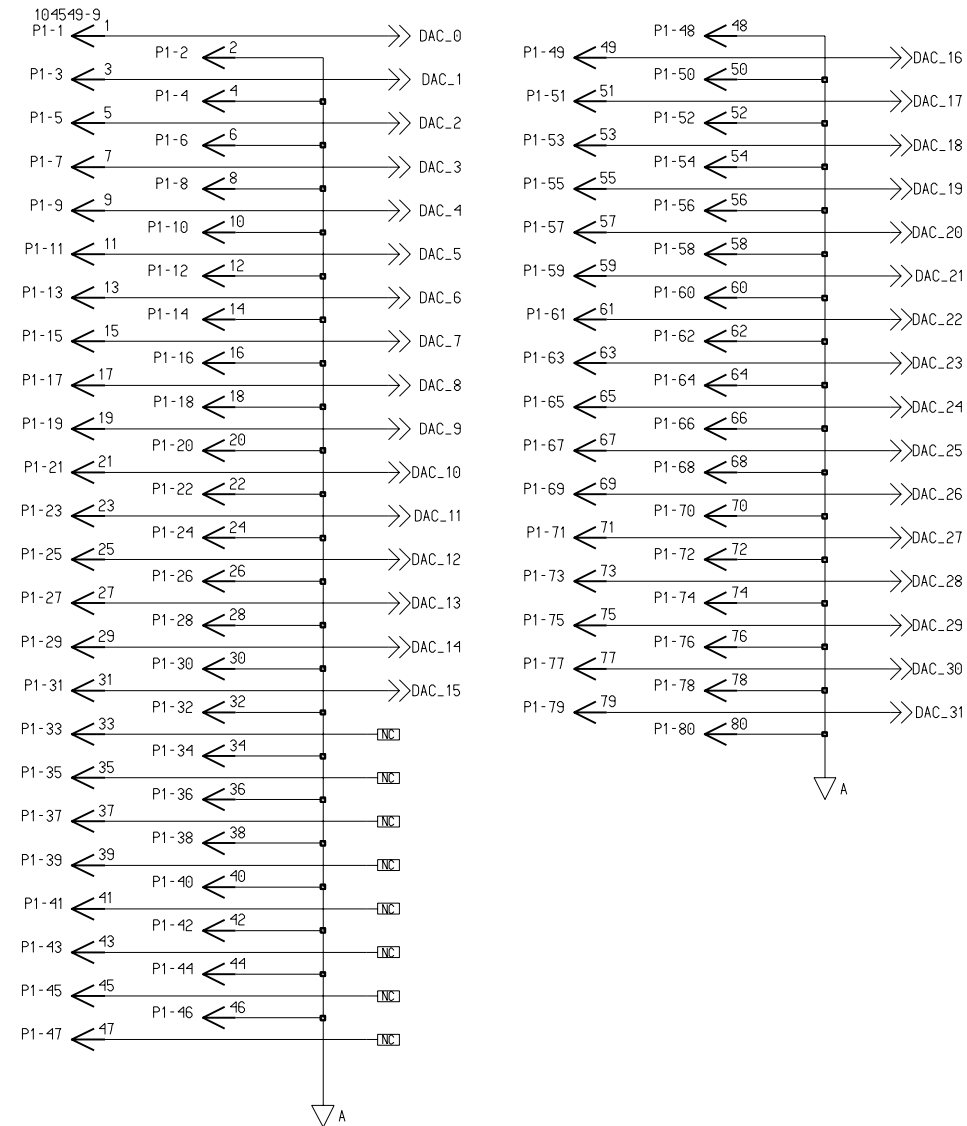 104549-9
P1-1 1 DAC_0
P1-2 2
P1-3 3 DAC_1
P1-4 4
P1-5 5 DAC_2
P1-6 6
P1-7 7 DAC_3
P1-8 8
P1-9 9 DAC_4
P1-10 10
P1-11 11 DAC_5
P1-12 12
P1-13 13 DAC_6
P1-14 14
P1-15 15 DAC_7
P1-16 16
P1-17 17 DAC_8
P1-18 18
P1-19 19 DAC_9
P1-20 20
P1-21 21 DAC_10
P1-22 22
P1-23 23 DAC_11
P1-24 24
P1-25 25 DAC_12
P1-26 26
P1-27 27 DAC_13
P1-28 28
P1-29 29 DAC_14
P1-30 30
P1-31 31 DAC_15
P1-32 32
P1-33 33 NC
P1-34 34
P1-35 35 NC
P1-36 36
P1-37 37 NC
P1-38 38
P1-39 39 NC
P1-40 40
P1-41 41 NC
P1-42 42
P1-43 43 NC
P1-44 44
P1-45 45 NC
P1-46 46
P1-47 47 NC
A
P1-48 48
P1-49 49 DAC_16
P1-50 50
P1-51 51 DAC_17
P1-52 52
P1-53 53 DAC_18
P1-54 54
P1-55 55 DAC_19
P1-56 56
P1-57 57 DAC_20
P1-58 58
P1-59 59 DAC_21
P1-60 60
P1-61 61 DAC_22
P1-62 62
P1-63 63 DAC_23
P1-64 64
P1-65 65 DAC_24
P1-66 66
P1-67 67 DAC_25
P1-68 68
P1-69 69 DAC_26
P1-70 70
P1-71 71 DAC_27
P1-72 72
P1-73 73 DAC_28
P1-74 74
P1-75 75 DAC_29
P1-76 76
P1-77 77 DAC_30
P1-78 78
P1-79 79 DAC_31
P1-80 80
A